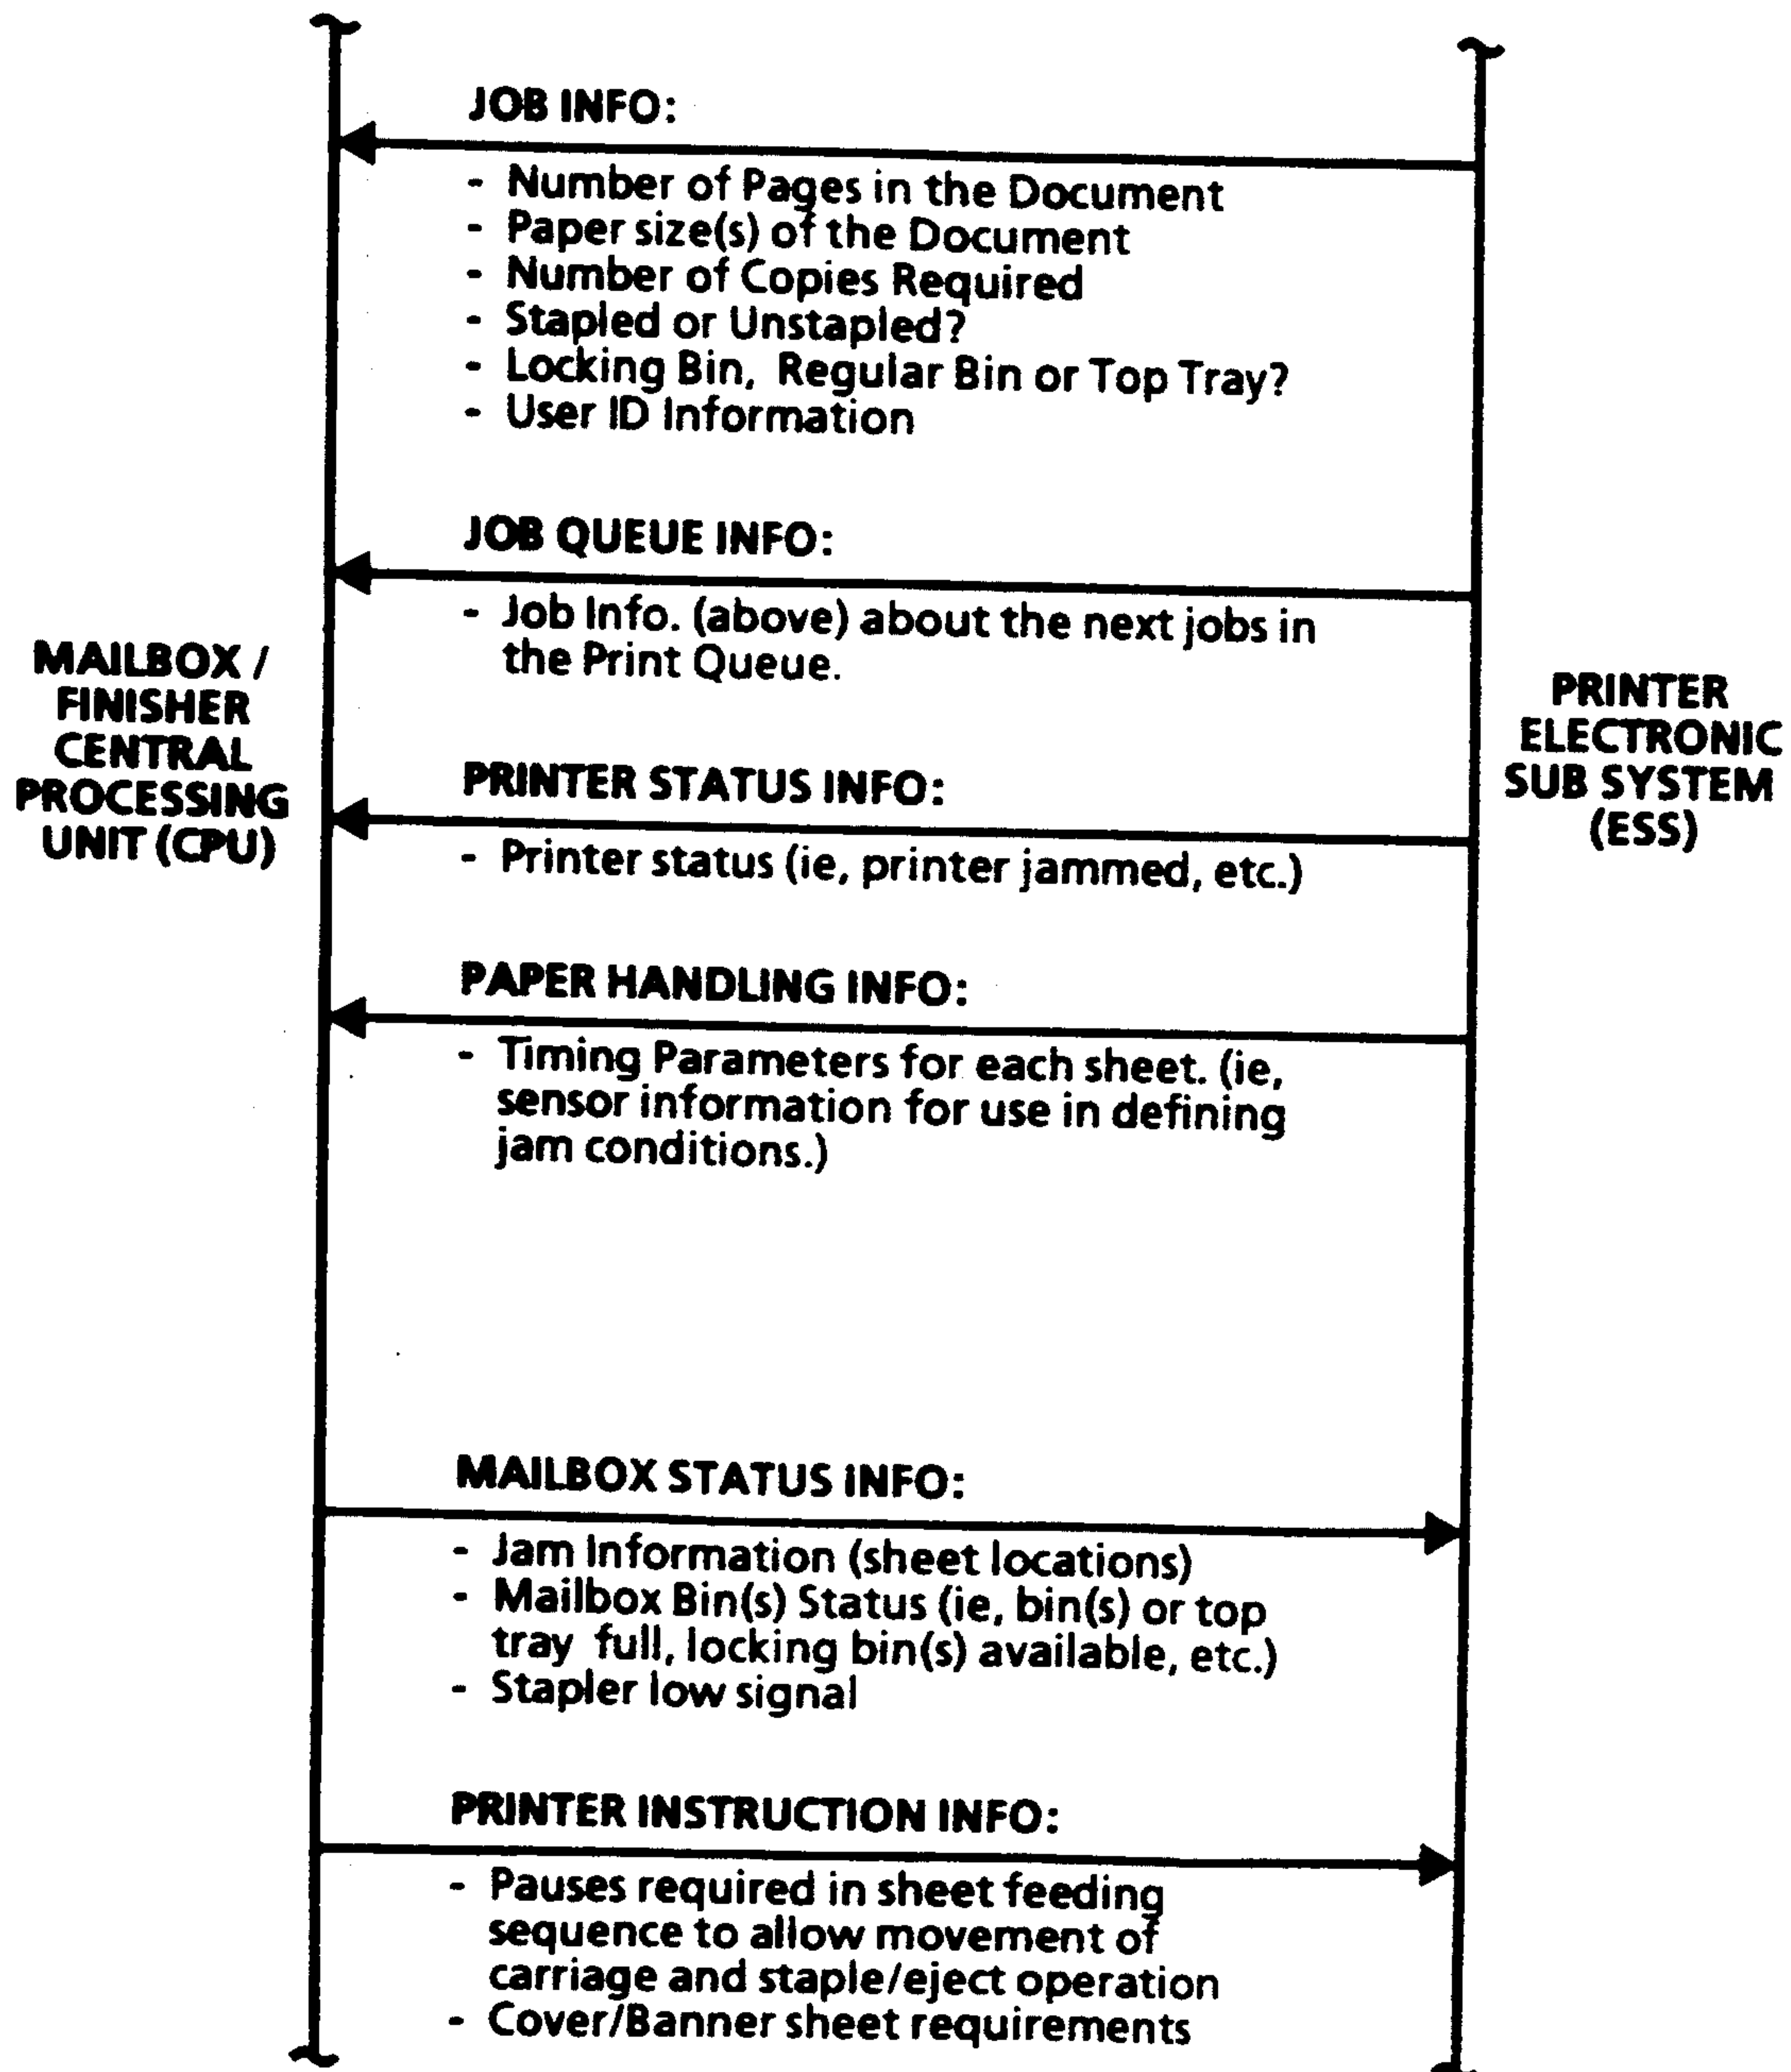 JOB INFO:
- Number of Pages in the Document
- Paper size(s) of the Document
- Number of Copies Required
- Stapled or Unstapled?
- Locking Bin, Regular Bin or Top Tray?
- User ID Information
JOB QUEUE INFO:
- Job Info. (above) about the next jobs in
the Print Queue.
MAILBOX /
FINISHER
CENTRAL
PROCESSING
UNIT (CPU)
PRINTER
ELECTRONIC
SUB SYSTEM
(ESS)
PRINTER STATUS INFO:
- Printer status (ie, printer jammed, etc.)
PAPER HANDLING INFO:
- Timing Parameters for each sheet. (ie,
sensor information for use in defining
jam conditions.)
MAILBOX STATUS INFO:
- Jam Information (sheet locations)
- Mailbox Bin(s) Status (ie, bin(s) or top
tray full, locking bin(s) available, etc.)
- Stapler low signal
PRINTER INSTRUCTION INFO:
- Pauses required in sheet feeding
sequence to allow movement of
carriage and staple/eject operation
- Cover/Banner sheet requirements